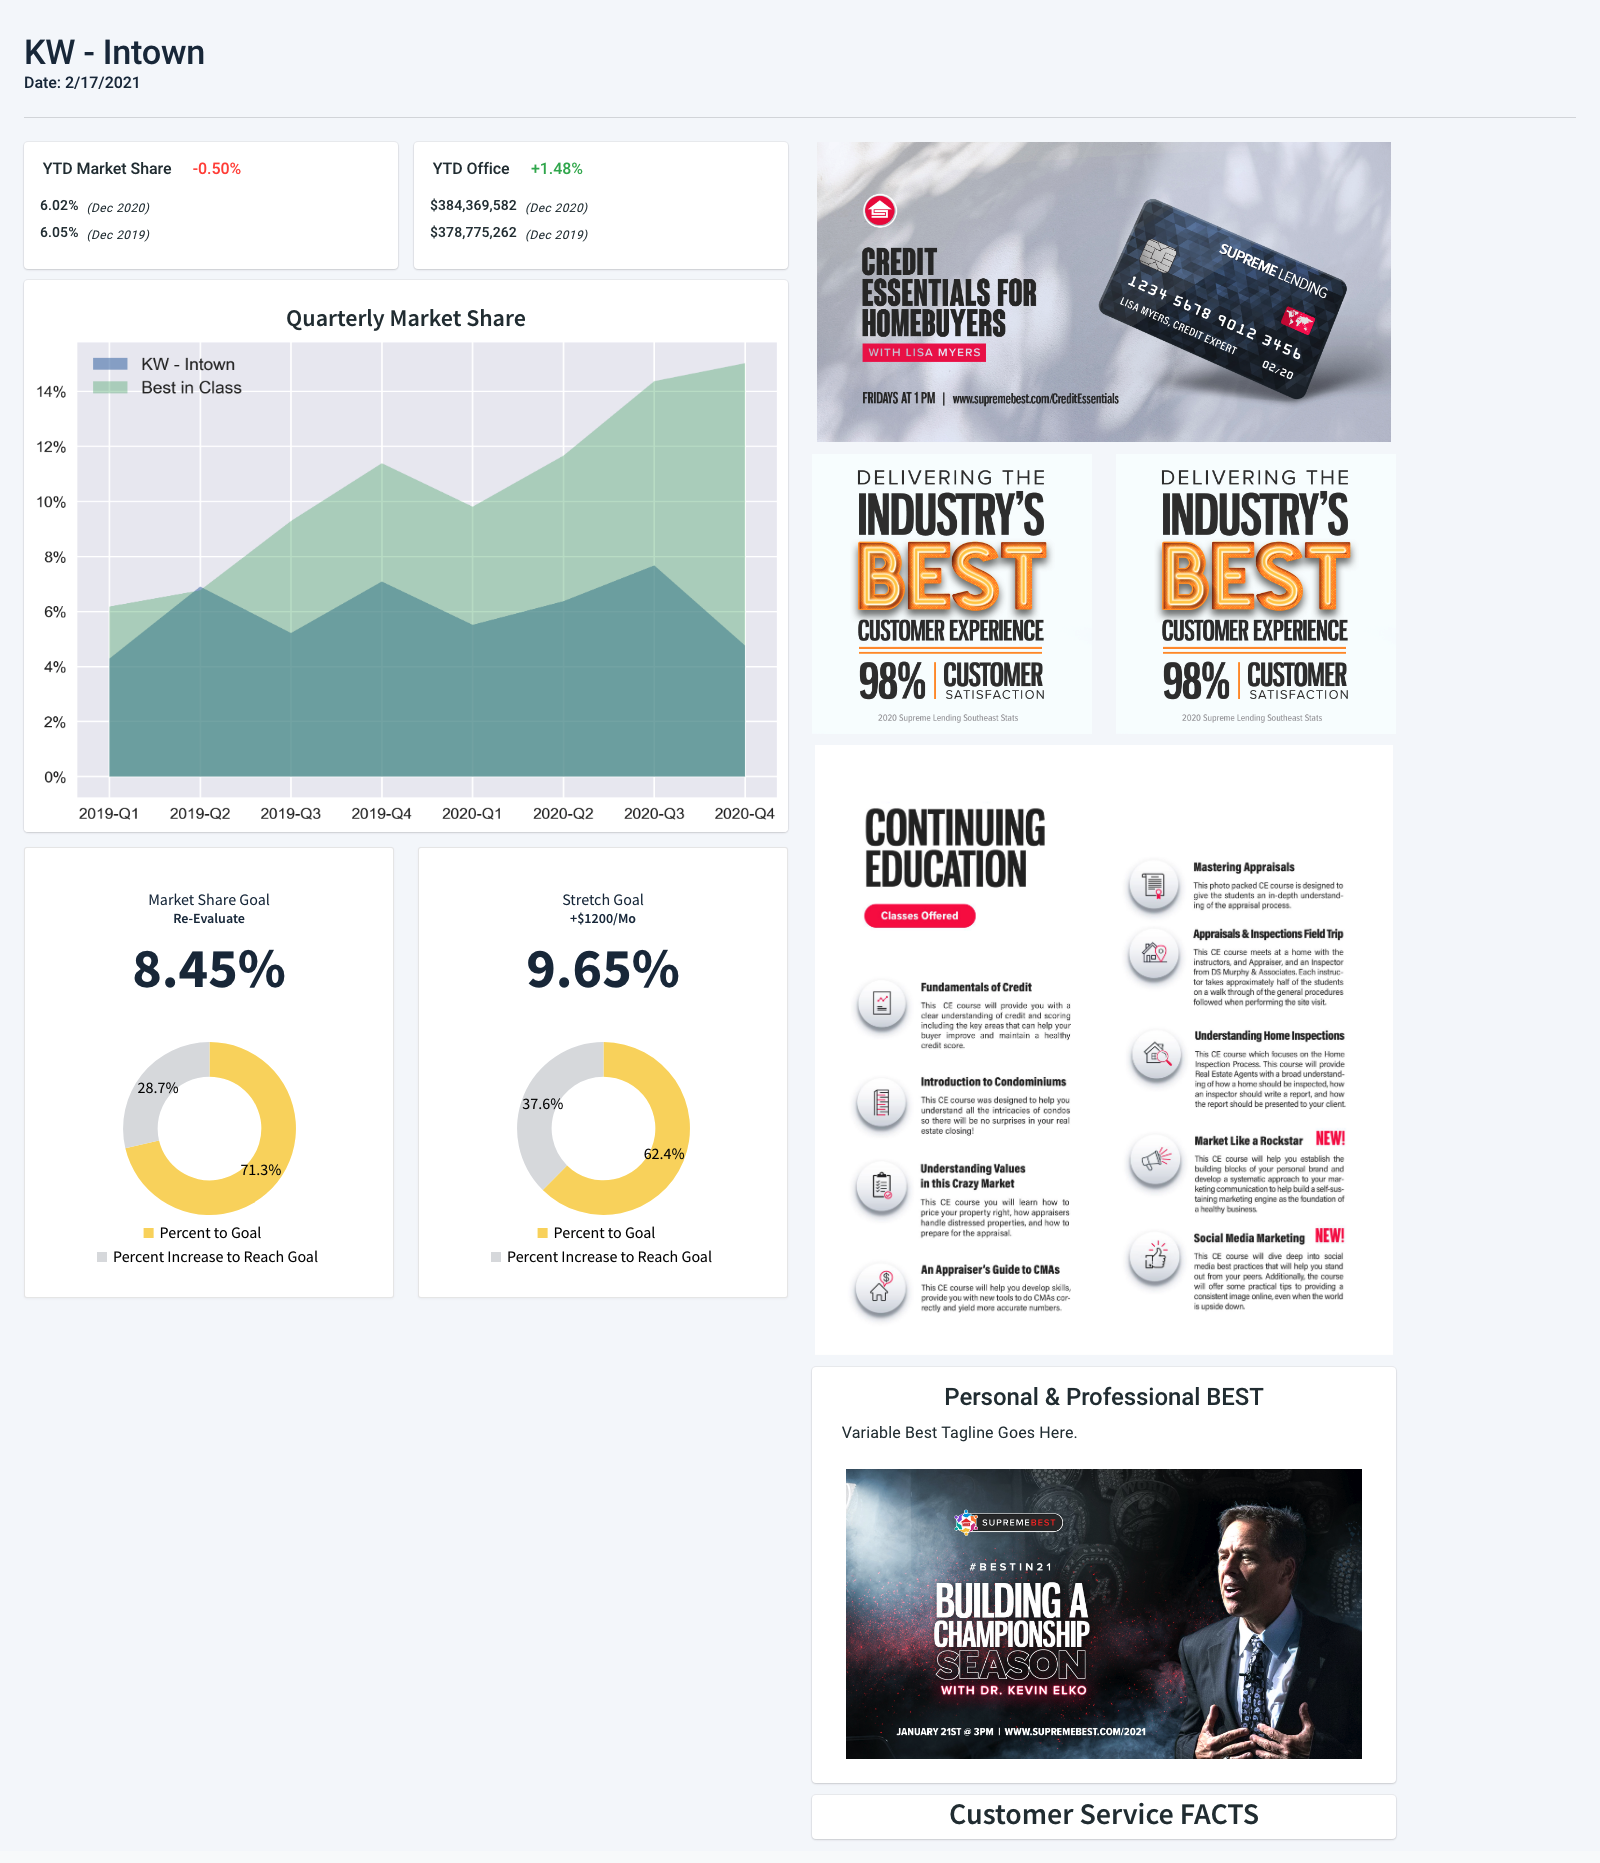 KW - Intown
Date: 2/17/2021
YTD Market Share -0.50%
6.02% (Dec 2020)
6.05% (Dec 2019)
YTD Office +1.48%
$384,369,582 (Dec 2020)
$378,775,262 (Dec 2019)
Quarterly Market Share
KW - Intown
Best in Class
14%
12%
10%
8%
6%
4%
2%
0%
2019-Q1 2019-Q2 2019-Q3 2019-Q4 2020-Q1 2020-Q2 2020-Q3 2020-Q4
Market Share Goal
Re-Evaluate
8.45%
28.7%
71.3%
Percent to Goal
Percent Increase to Reach Goal
Stretch Goal
+$1200/Mo
9.65%
37.6%
62.4%
Percent to Goal
Percent Increase to Reach Goal
CREDIT
ESSENTIALS FOR
HOMEBUYERS
WITH LISA MYERS
FRIDAYS AT 1 PM | www.supremebest.com/CreditEssentials
SUPREME LENDING
1234 5678 9012 3456
LISA MYERS, CREDIT EXPERT
02/20
DELIVERING THE
INDUSTRY'S
BEST
CUSTOMER EXPERIENCE
98% | CUSTOMER
SATISFACTION
2020 Supreme Lending Southeast Stats
DELIVERING THE
INDUSTRY'S
BEST
CUSTOMER EXPERIENCE
98% | CUSTOMER
SATISFACTION
2020 Supreme Lending Southeast Stats
CONTINUING
EDUCATION
Classes Offered
Fundamentals of Credit
This CE course will provide you with a
clear understanding of credit and scoring
including the key areas that can help your
buyer improve and maintain a healthy
credit score.
Introduction to Condominiums
This CE course was designed to help you
understand all the intricacies of condos
so there will be no surprises in your real
estate closing!
Understanding Values
in this Crazy Market
This CE course you will learn how to
price your property right, how appraisers
handle distressed properties, and how to
prepare for the appraisal.
An Appraiser's Guide to CMAs
This CE course will help you develop skills,
provide you with new tools to do CMAs cor-
rectly and yield more accurate numbers.
Mastering Appraisals
This photo packed CE course is designed to
give the students an in-depth understand-
ing of the appraisal process.
Appraisals & Inspections Field Trip
This CE course meets at a home with the
instructors, and Appraiser, and an Inspector
from DS Murphy & Associates. Each instruc-
tor takes approximately half of the students
on a walk through of the general procedures
followed when performing the site visit.
Understanding Home Inspections
This CE course which focuses on the Home
Inspection Process. This course will provide
Real Estate Agents with a broad understand-
ing of how a home should be inspected, how
an inspector should write a report, and how
the report should be presented to your client.
Market Like a Rockstar NEW!
This CE course will help you establish the
building blocks of your personal brand and
develop a systematic approach to your mar-
keting communication to help build a self-sus-
taining marketing engine as the foundation of
a healthy business.
Social Media Marketing NEW!
This CE course will dive deep into social
media best practices that will help you stand
out from your peers. Additionally, the course
will offer some practical tips to providing a
consistent image online, even when the world
is upside down.
Personal & Professional BEST
Variable Best Tagline Goes Here.
SUPREMEBEST
#BESTIN21
BUILDING A
CHAMPIONSHIP
SEASON
WITH DR. KEVIN ELKO
JANUARY 21ST @ 3PM | WWW.SUPREMEBEST.COM/2021
Customer Service FACTS